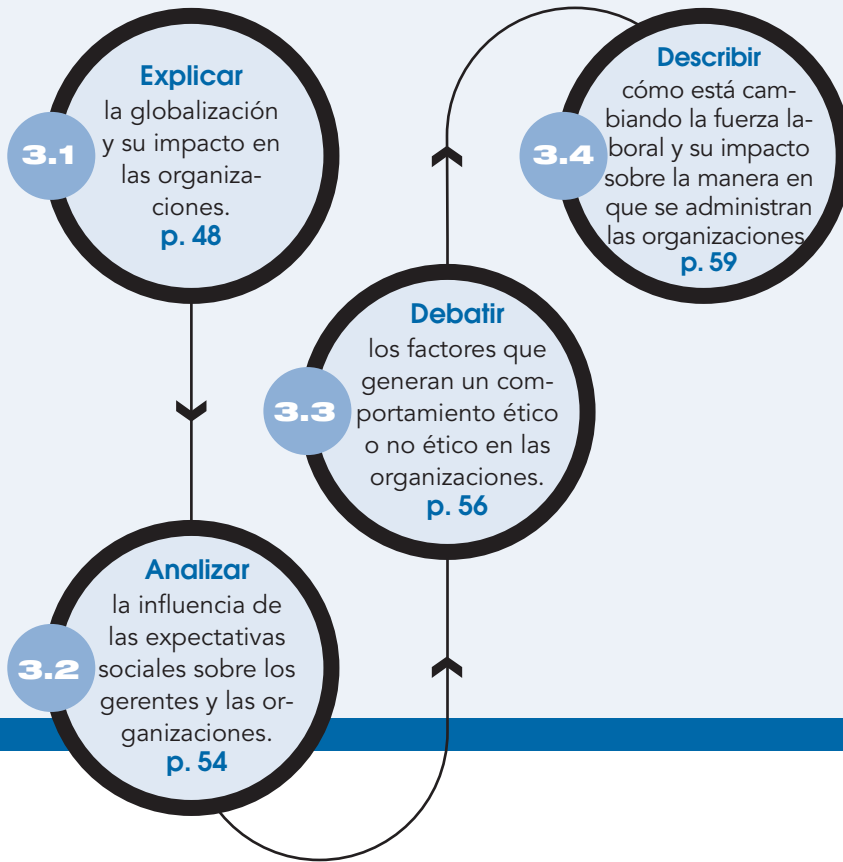 3.1
Explicar
la globalización
y su impacto en
las organiza-
ciones.
p. 48
3.2
Analizar
la influencia de
las expectativas
sociales sobre los
gerentes y las or-
ganizaciones.
p. 54
3.3
Debatir
los factores que
generan un com-
portamiento ético
o no ético en las
organizaciones.
p. 56
3.4
Describir
cómo está cam-
biando la fuerza la-
boral y su impacto
sobre la manera en
que se administran
las organizaciones
p. 59